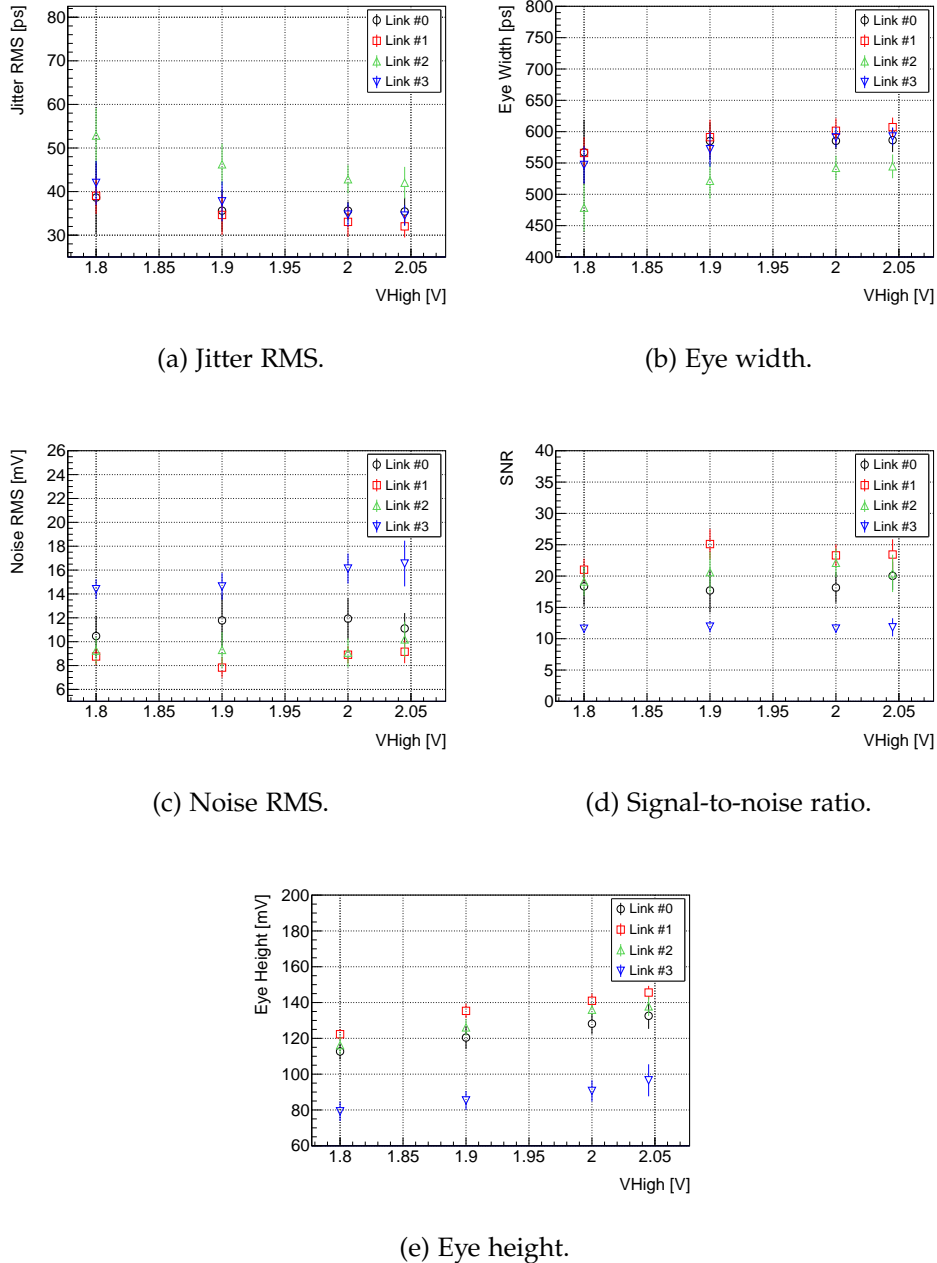 Jitter RMS [ps]
80
70
60
50
40
30
1.8 1.85 1.9 1.95 2 2.05
VHigh [V]
Link #0
Link #1
Link #2
Link #3
(a) Jitter RMS.
Eye Width [ps]
800
750
700
650
600
550
500
450
400
1.8 1.85 1.9 1.95 2 2.05
VHigh [V]
Link #0
Link #1
Link #2
Link #3
(b) Eye width.
Noise RMS [mV]
26
24
22
20
18
16
14
12
10
8
6
1.8 1.85 1.9 1.95 2 2.05
VHigh [V]
Link #0
Link #1
Link #2
Link #3
(c) Noise RMS.
SNR
40
35
30
25
20
15
10
5
0
1.8 1.85 1.9 1.95 2 2.05
VHigh [V]
Link #0
Link #1
Link #2
Link #3
(d) Signal-to-noise ratio.
Eye Height [mV]
200
180
160
140
120
100
80
60
1.8 1.85 1.9 1.95 2 2.05
VHigh [V]
Link #0
Link #1
Link #2
Link #3
(e) Eye height.